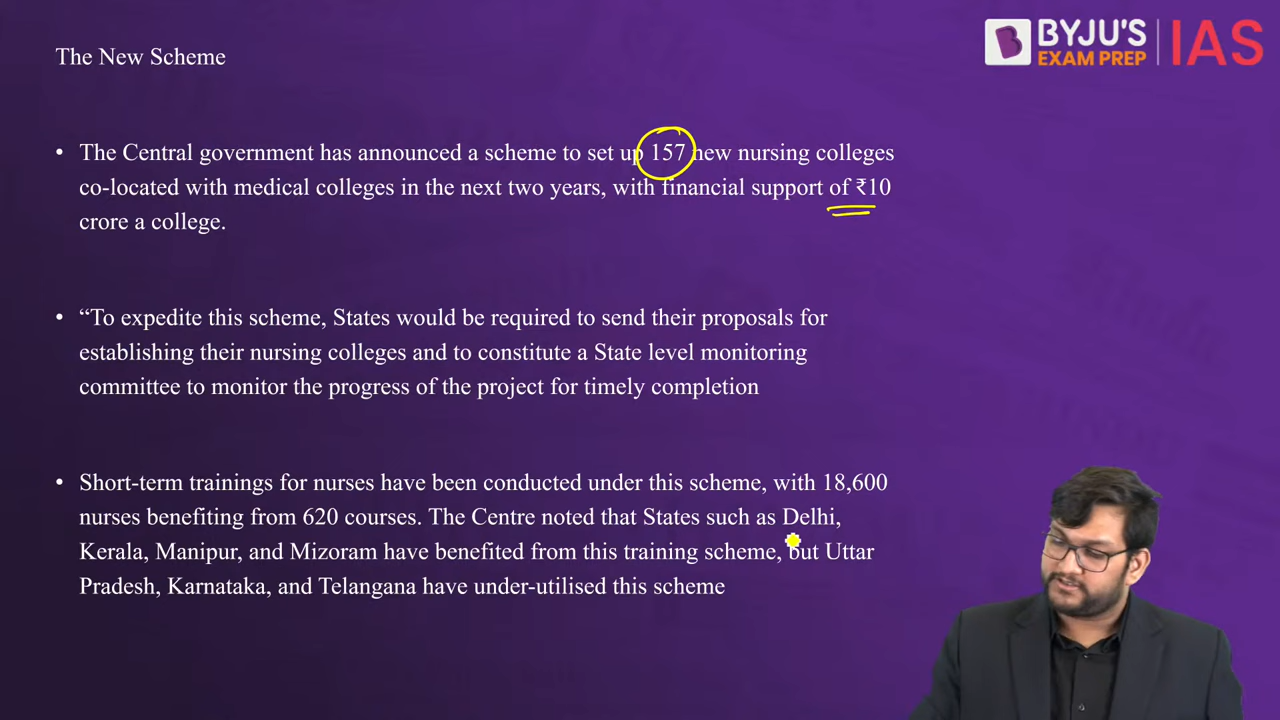 The New Scheme
BYJU'S
EXAM PREP
IAS
• The Central government has announced a scheme to set up 157 new nursing colleges
co-located with medical colleges in the next two years, with financial support of ₹10
crore a college.
• “To expedite this scheme, States would be required to send their proposals for
establishing their nursing colleges and to constitute a State level monitoring
committee to monitor the progress of the project for timely completion
• Short-term trainings for nurses have been conducted under this scheme, with 18,600
nurses benefiting from 620 courses. The Centre noted that States such as Delhi,
Kerala, Manipur, and Mizoram have benefited from this training scheme, but Uttar
Pradesh, Karnataka, and Telangana have under-utilised this scheme